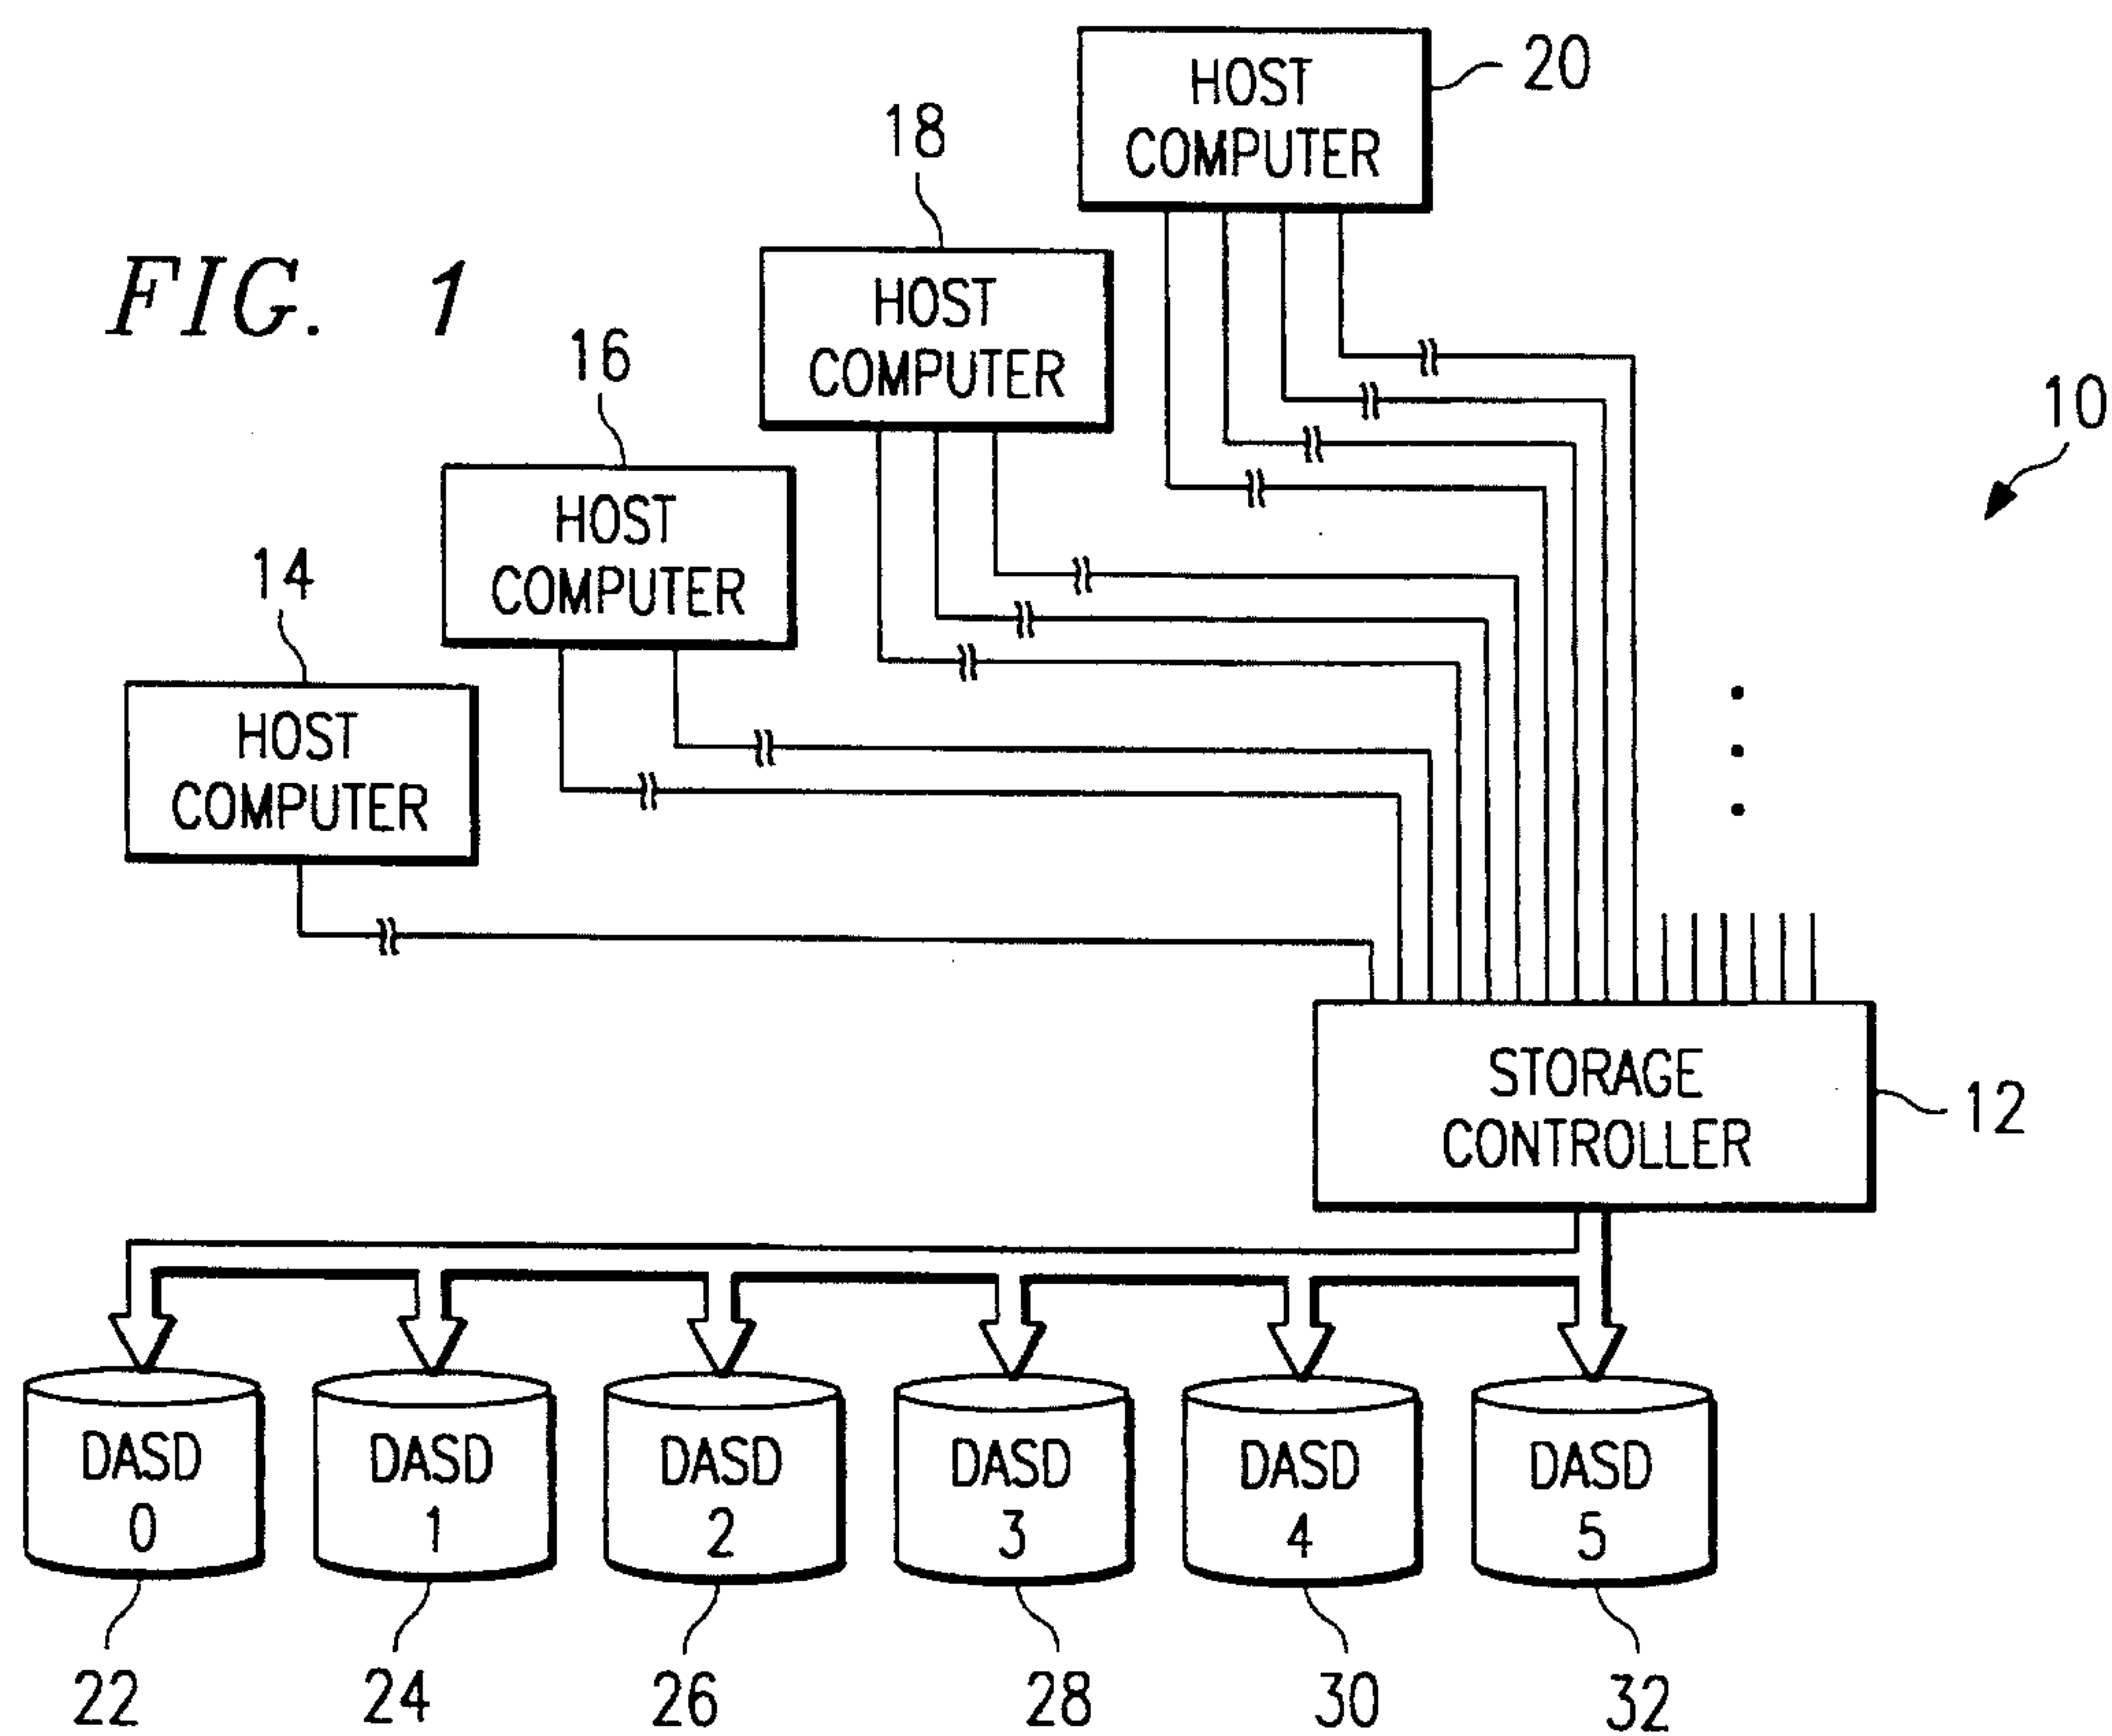 20
HOST
COMPUTER
18
HOST
COMPUTER
FIG. 1
16
HOST
COMPUTER
10
14
HOST
COMPUTER
STORAGE
CONTROLLER
12
DASD
0
DASD
1
DASD
2
DASD
3
DASD
4
DASD
5
22
24
26
28
30
32